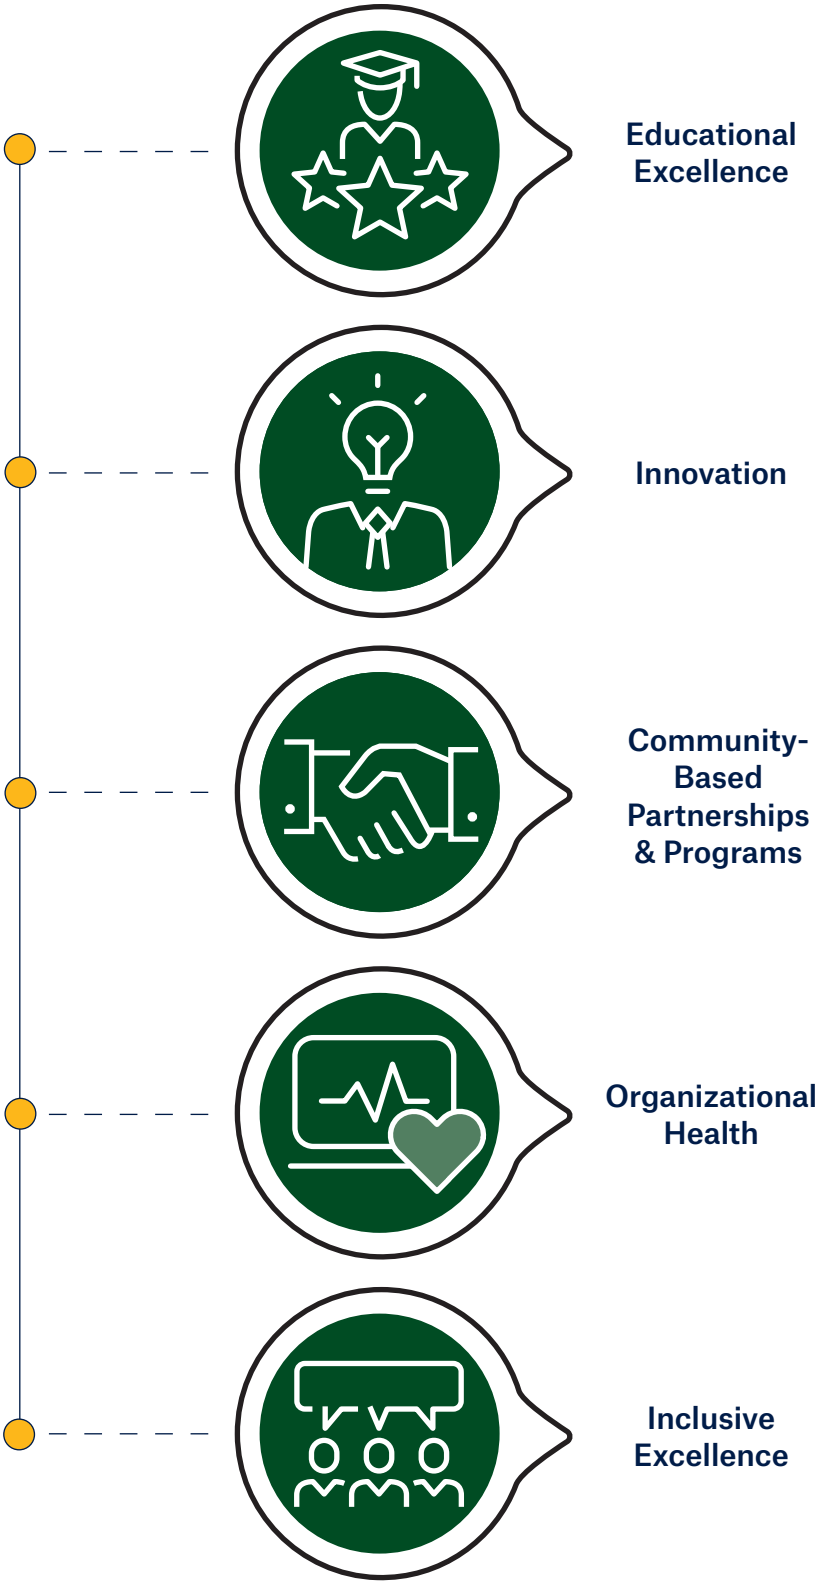 Educational
Excellence
Innovation
Community-
Based
Partnerships
& Programs
Organizational
Health
Inclusive
Excellence